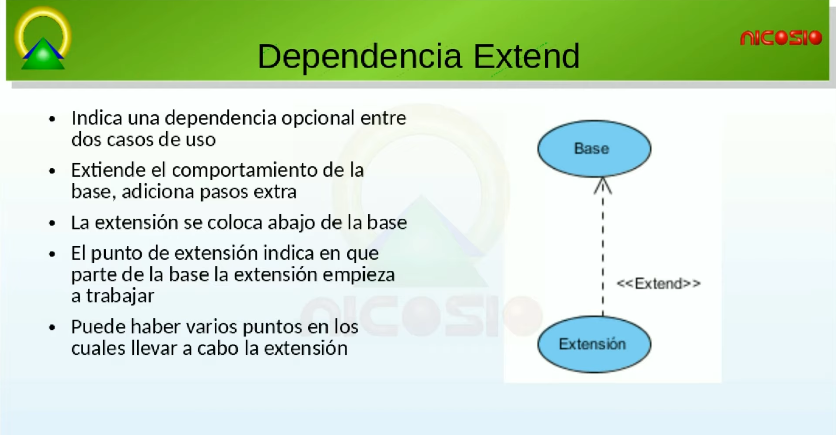 Dependencia Extend
NICOSIO
• Indica una dependencia opcional entre
dos casos de uso
• Extiende el comportamiento de la
base, adiciona pasos extra
• La extensión se coloca abajo de la base
• El punto de extensión indica en que
parte de la base la extensión empieza
a trabajar
• Puede haber varios puntos en los
cuales llevar a cabo la extensión
Base
<<Extend>>
Extensión
NICOSIO